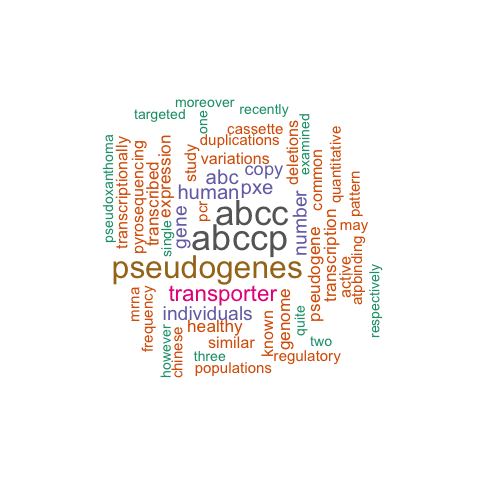 moreover
targeted
recently
one
cassette
duplications
pseudoxanthoma
transcriptionally
pyrosequencing
transcribed
expression
study
variations
deletions
examined
abc
copy
human
pxe
common
quantitative
pattern
gene
pcr
abcc
number
single
abccp
pseudogene
transcription
may
active
atpbinding
pseudogenes
respectively
transporter
mrna
frequency
individuals
genome
healthy
known
quite
however
chinese
similar
two
three
regulatory
populations